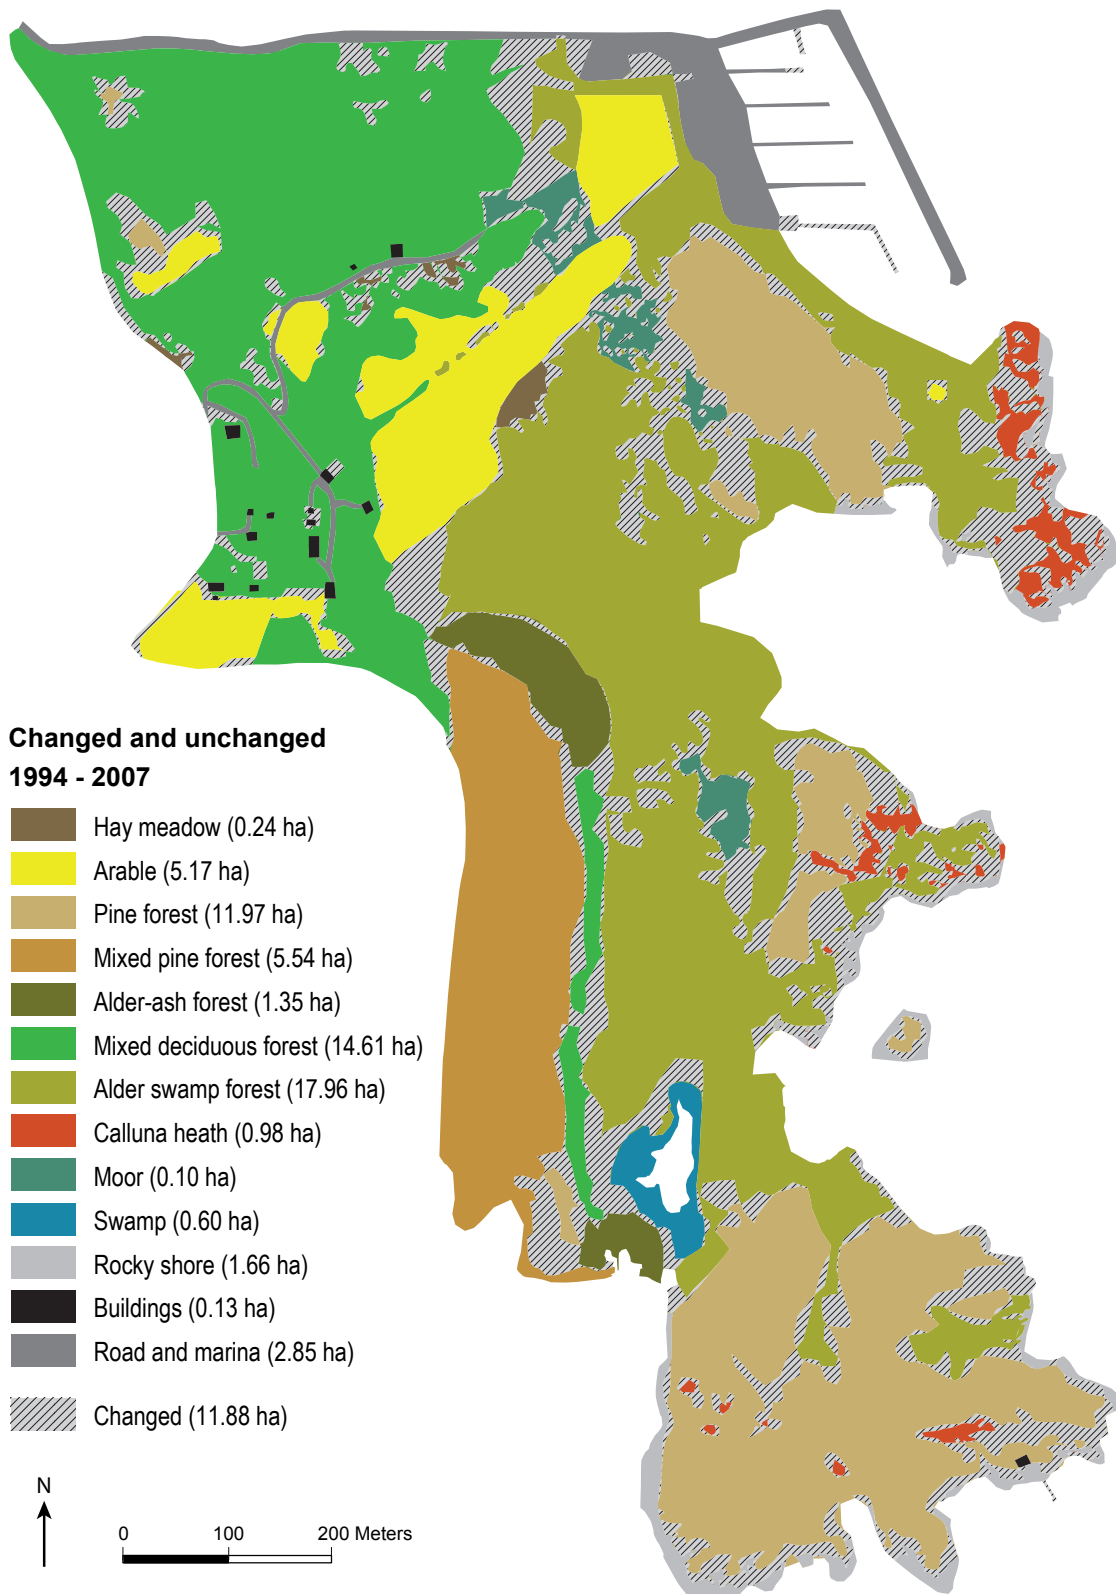 Changed and unchanged
1994 - 2007
Hay meadow (0.24 ha)
Arable (5.17 ha)
Pine forest (11.97 ha)
Mixed pine forest (5.54 ha)
Alder-ash forest (1.35 ha)
Mixed deciduous forest (14.61 ha)
Alder swamp forest (17.96 ha)
Calluna heath (0.98 ha)
Moor (0.10 ha)
Swamp (0.60 ha)
Rocky shore (1.66 ha)
Buildings (0.13 ha)
Road and marina (2.85 ha)
Changed (11.88 ha)
N
0 100 200 Meters